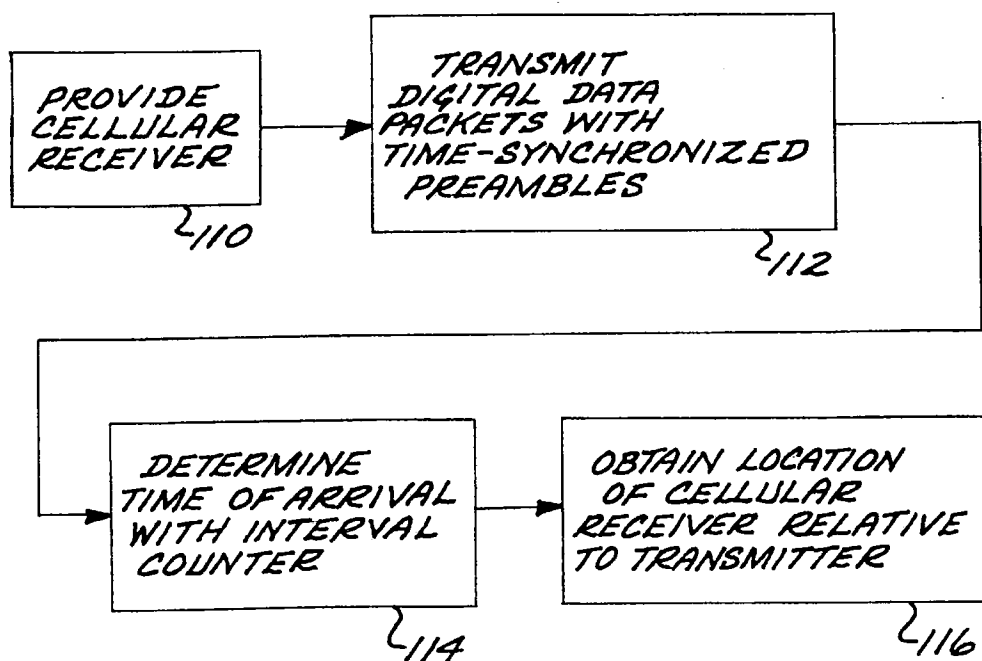 PROVIDE
CELLULAR
RECEIVER
110
TRANSMIT
DIGITAL DATA
PACKETS WITH
TIME-SYNCHRONIZED
PREAMBLES
112
DETERMINE
TIME OF ARRIVAL
WITH INTERVAL
COUNTER
114
OBTAIN LOCATION
OF CELLULAR
RECEIVER RELATIVE
TO TRANSMITTER
116